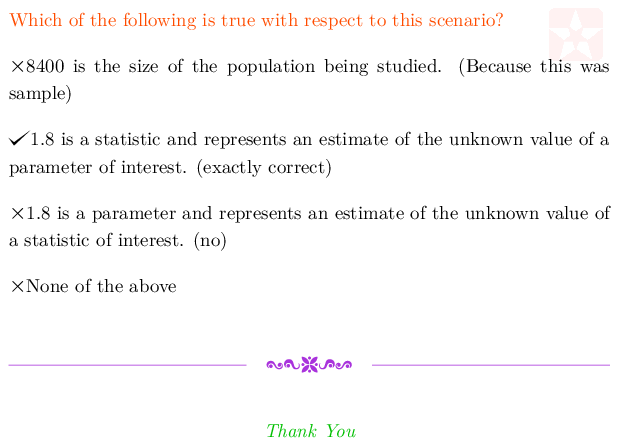 Which of the following is true with respect to this scenario?
×8400 is the size of the population being studied. (Because this was
sample)
✓1.8 is a statistic and represents an estimate of the unknown value of a
parameter of interest. (exactly correct)
×1.8 is a parameter and represents an estimate of the unknown value of
a statistic of interest. (no)
×None of the above
Thank You